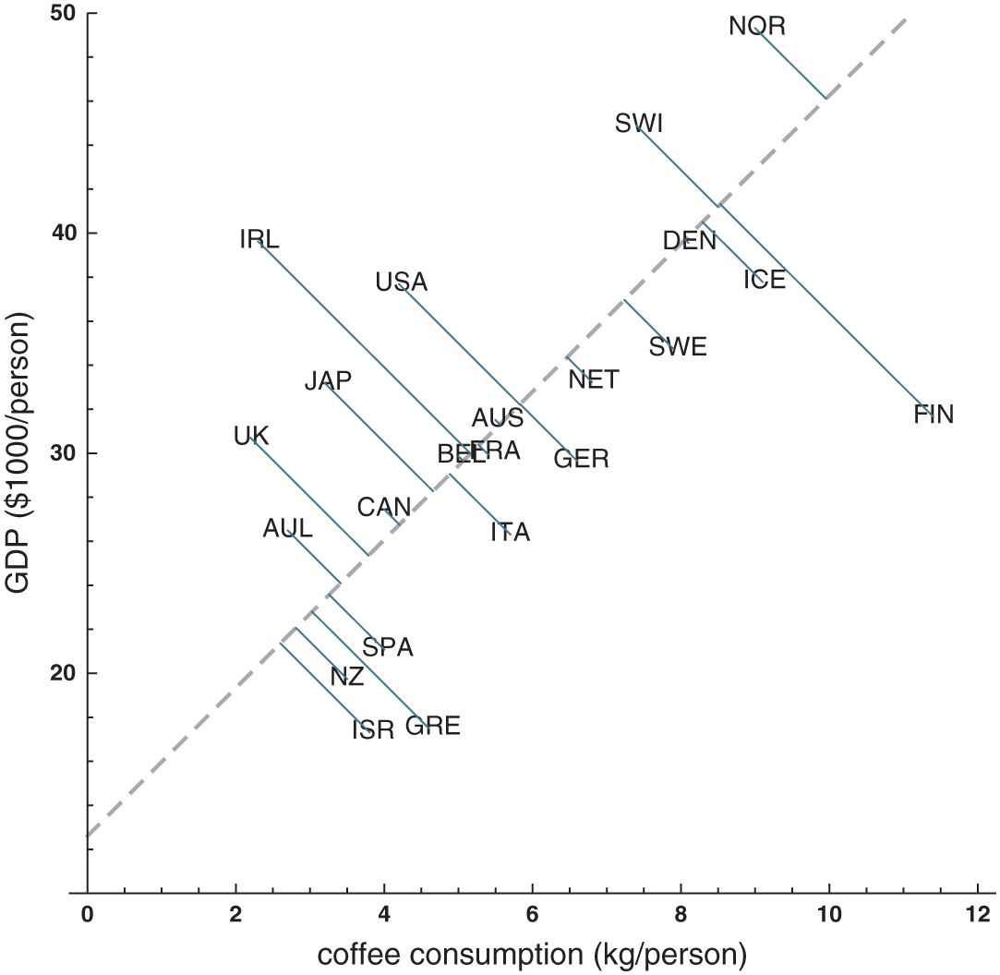 50
NOR
SWI
40
IRL
DEN
ICE
USA
SWE
JAP
NET
AUS
FIN
UK
30
BEL
FRA
GER
CAN
AUL
ITA
SPA
20
NZ
ISR
GRE
GDP ($1000/person)
0 2 4 6 8 10 12
coffee consumption (kg/person)